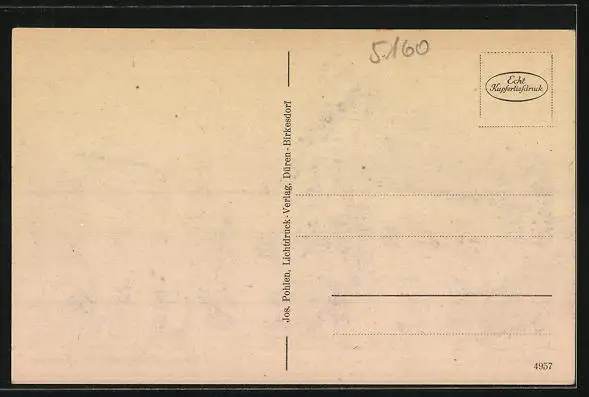 5.160
Echt
Kupfertiefdruck
Jos. Pohlen, Lichtdruck-Verlag, Düren-Birkesdorf
4957